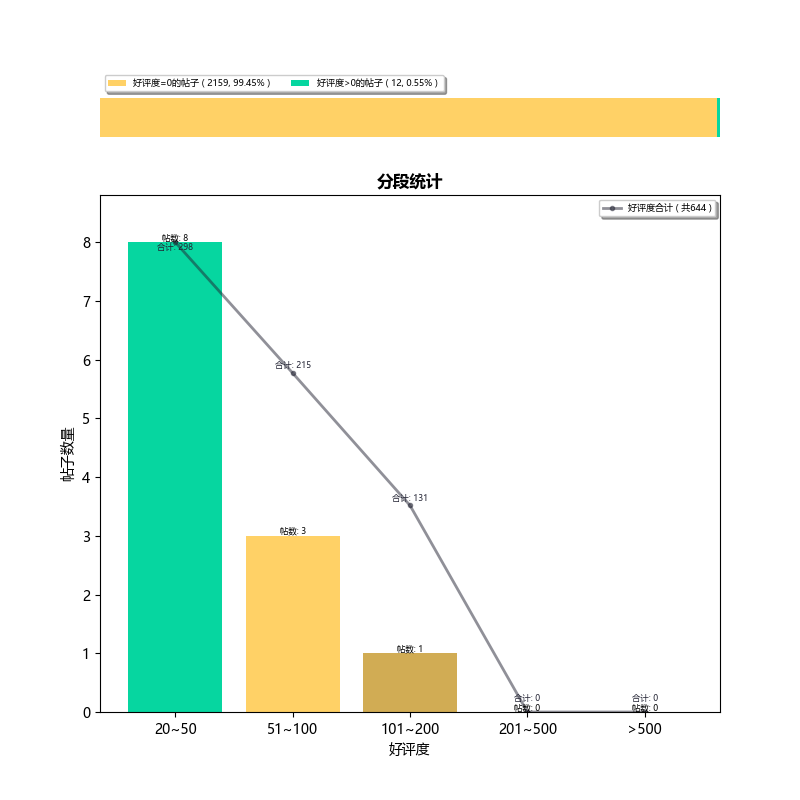 好评度=0的帖子 ( 2159, 99.45% ) 好评度>0的帖子 ( 12, 0.55% )
分段统计
好评度合计 ( 共644 )
8
7
6
5
4
3
2
1
0
帖子数量
帖数: 8
合计: 298
合计: 215
帖数: 3
合计: 131
帖数: 1
合计: 0
帖数: 0
合计: 0
帖数: 0
20~50 51~100 101~200 201~500 >500
好评度